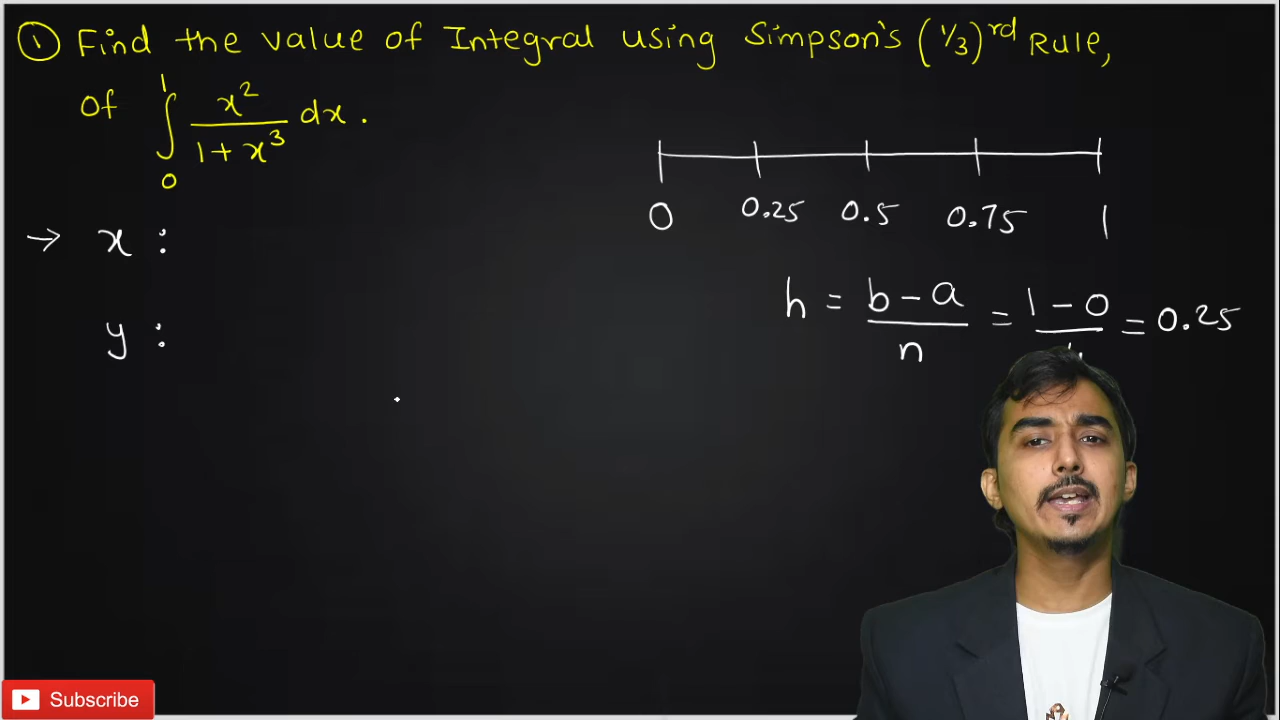 ① Find the value of Integral using Simpson's (1/3)rd Rule,
of ∫₀¹ x²/(1+x³) dx.
0 0.25 0.5 0.75 1
→ x :
h = (b-a)/n = (1-0)/ = 0.25
y :
Subscribe